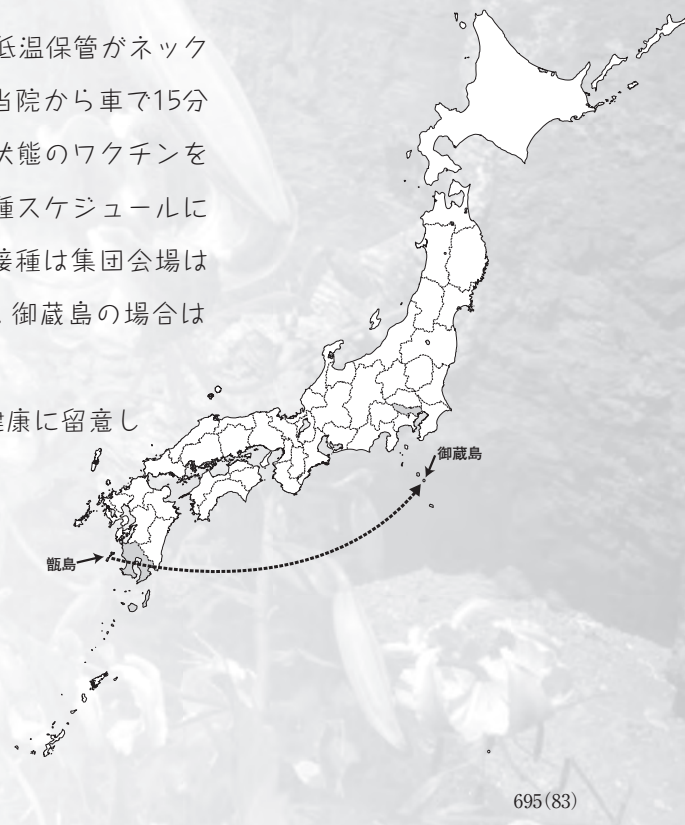 低温保管がネック
当院から車で15分
状態のワクチンを
種スケジュールに
接種は集団会場は
、御蔵島の場合は
健康に留意し
御蔵島
甑島
695(83)